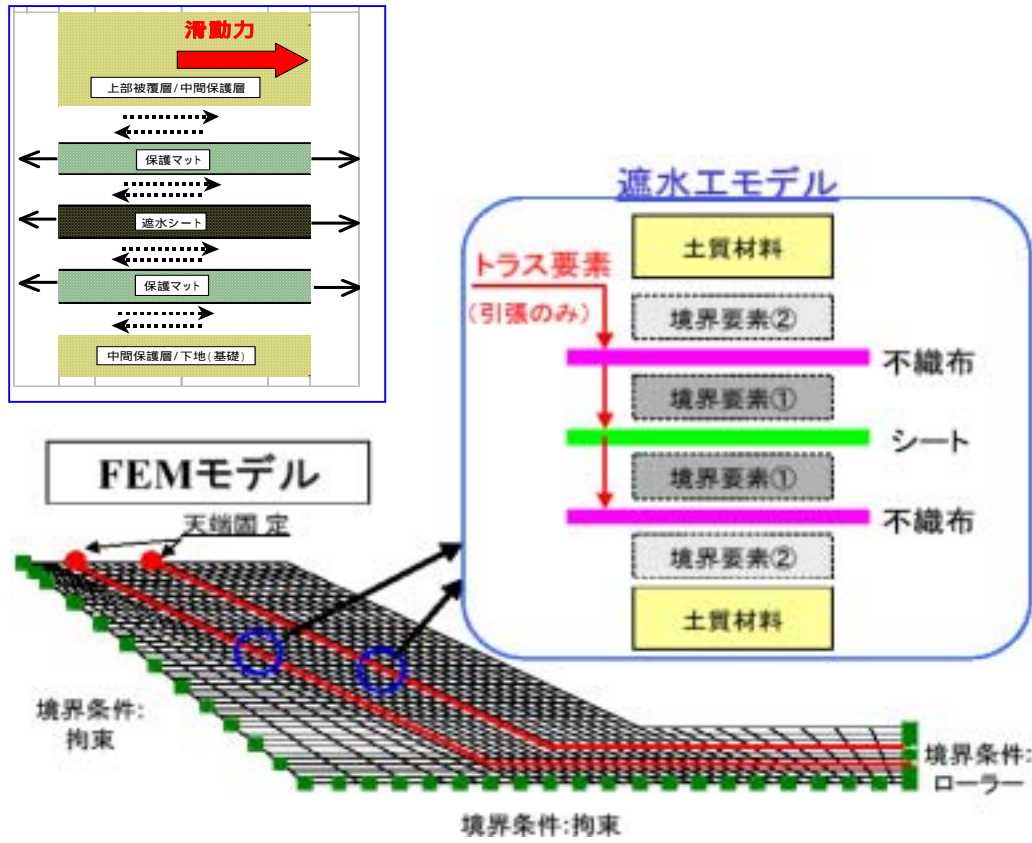 滑動力
上部被覆層/中間保護層
保護マット
遮水シート
保護マット
中間保護層/下地(基礎)
遮水工モデル
土質材料
トラス要素
(引張のみ)
境界要素②
不織布
境界要素①
シート
境界要素①
不織布
境界要素②
土質材料
FEMモデル
天端固 定
境界条件:
拘束
境界条件:
ローラー
境界条件:拘束